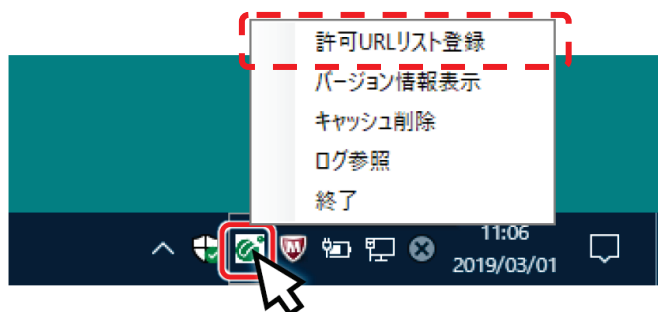 許可URLリスト登録
バージョン情報表示
キャッシュ削除
ログ参照
終了
11:06
2019/03/01